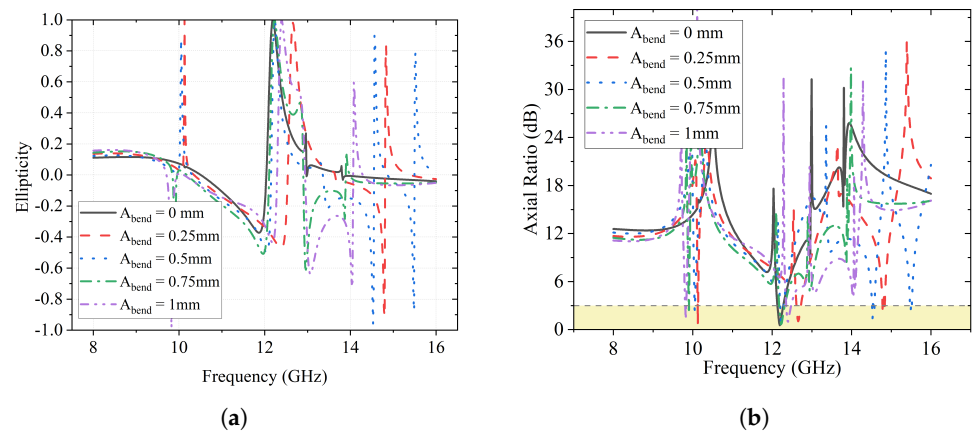 1.0
0.8
0.6
0.4
0.2
0.0
-0.2
-0.4
-0.6
-0.8
-1.0
Ellipticity
A_bend = 0 mm
A_bend = 0.25mm
A_bend = 0.5mm
A_bend = 0.75mm
A_bend = 1mm
8 10 12 14 16
Frequency (GHz)
(a)
36
30
24
18
12
6
0
Axial Ratio (dB)
A_bend = 0 mm
A_bend = 0.25mm
A_bend = 0.5mm
A_bend = 0.75mm
A_bend = 1mm
8 10 12 14 16
Frequency (GHz)
(b)